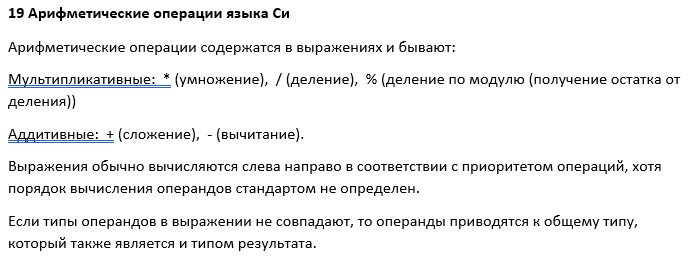 19 Арифметические операции языка Си
Арифметические операции содержатся в выражениях и бывают:
Мультипликативные:  * (умножение),  / (деление),  % (деление по модулю (получение остатка от
деления))
Аддитивные:  + (сложение),  - (вычитание).
Выражения обычно вычисляются слева направо в соответствии с приоритетом операций, хотя
порядок вычисления операндов стандартом не определен.
Если типы операндов в выражении не совпадают, то операнды приводятся к общему типу,
который также является и типом результата.